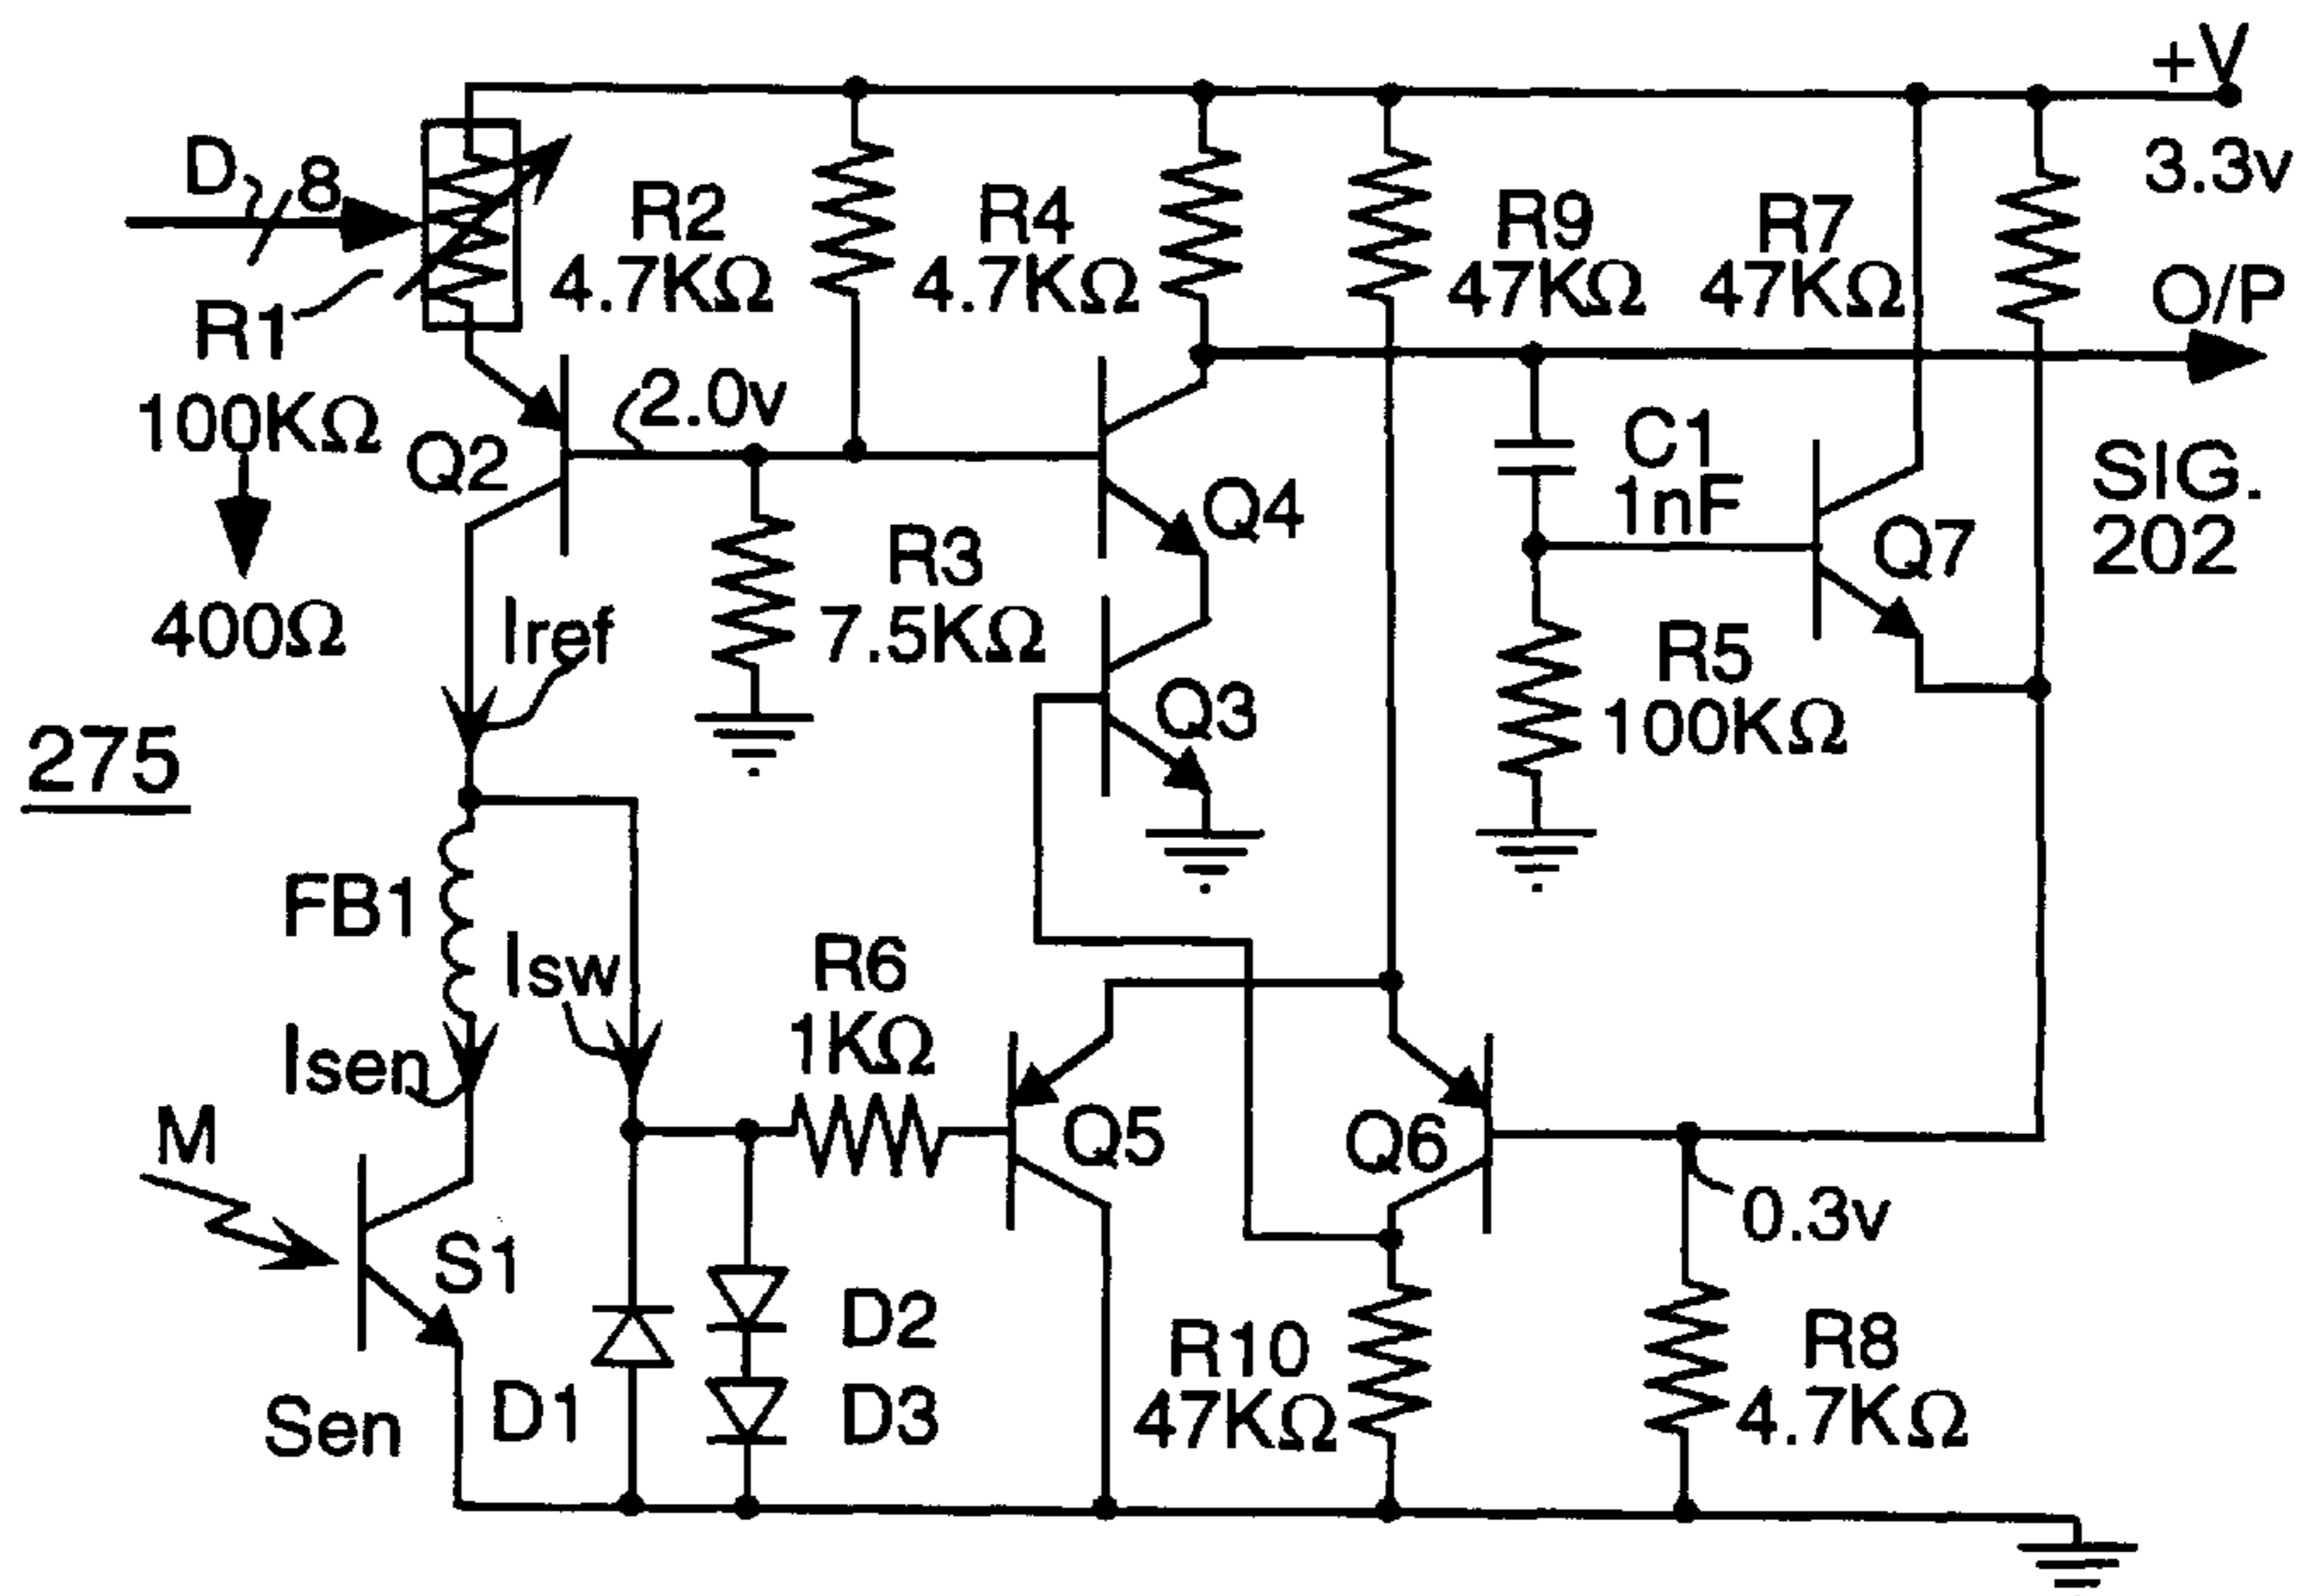 +V
3.3v
D
8
R1
100KΩ
400Ω
R2
4.7KΩ
R4
4.7KΩ
R9
47KΩ
R7
47KΩ
O/P
SIG.
202
Q2
2.0v
Q4
C1
1nF
Q7
R3
7.5KΩ
Iref
Q3
R5
100KΩ
275
FB1
Isw
Isen
R6
1KΩ
M
S1
Sen
Q5
Q6
0.3v
D1
D2
D3
R10
47KΩ
R8
4.7KΩ